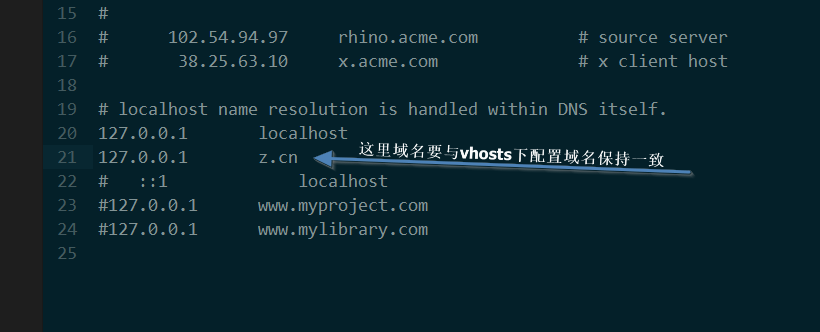 15 #
16 # 102.54.94.97 rhino.acme.com # source server
17 # 38.25.63.10 x.acme.com # x client host
18
19 # localhost name resolution is handled within DNS itself.
20 127.0.0.1 localhost
21 127.0.0.1 z.cn 这里域名要与vhosts下配置域名保持一致
22 # ::1 localhost
23 #127.0.0.1 www.myproject.com
24 #127.0.0.1 www.mylibrary.com
25